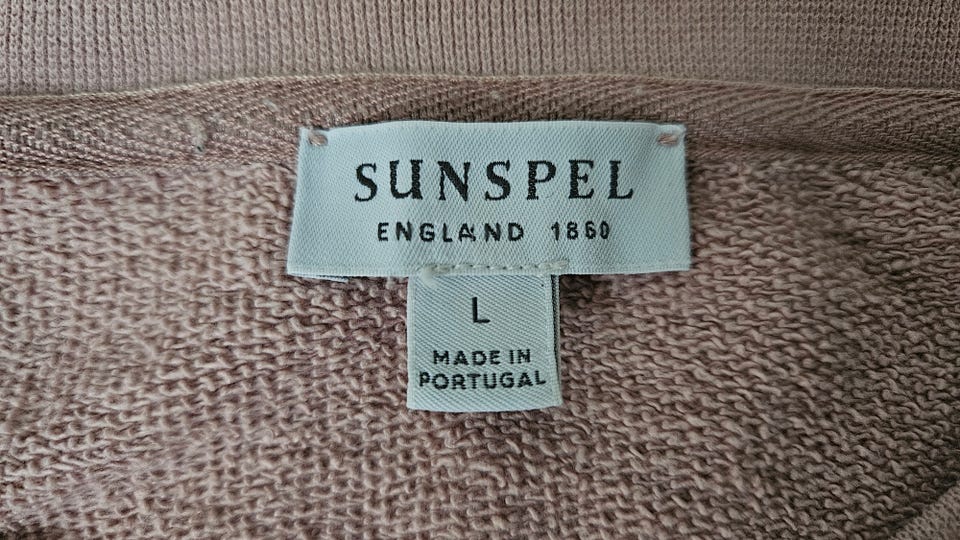 SUNSPEL
ENGLAND 1860
L
MADE IN
PORTUGAL